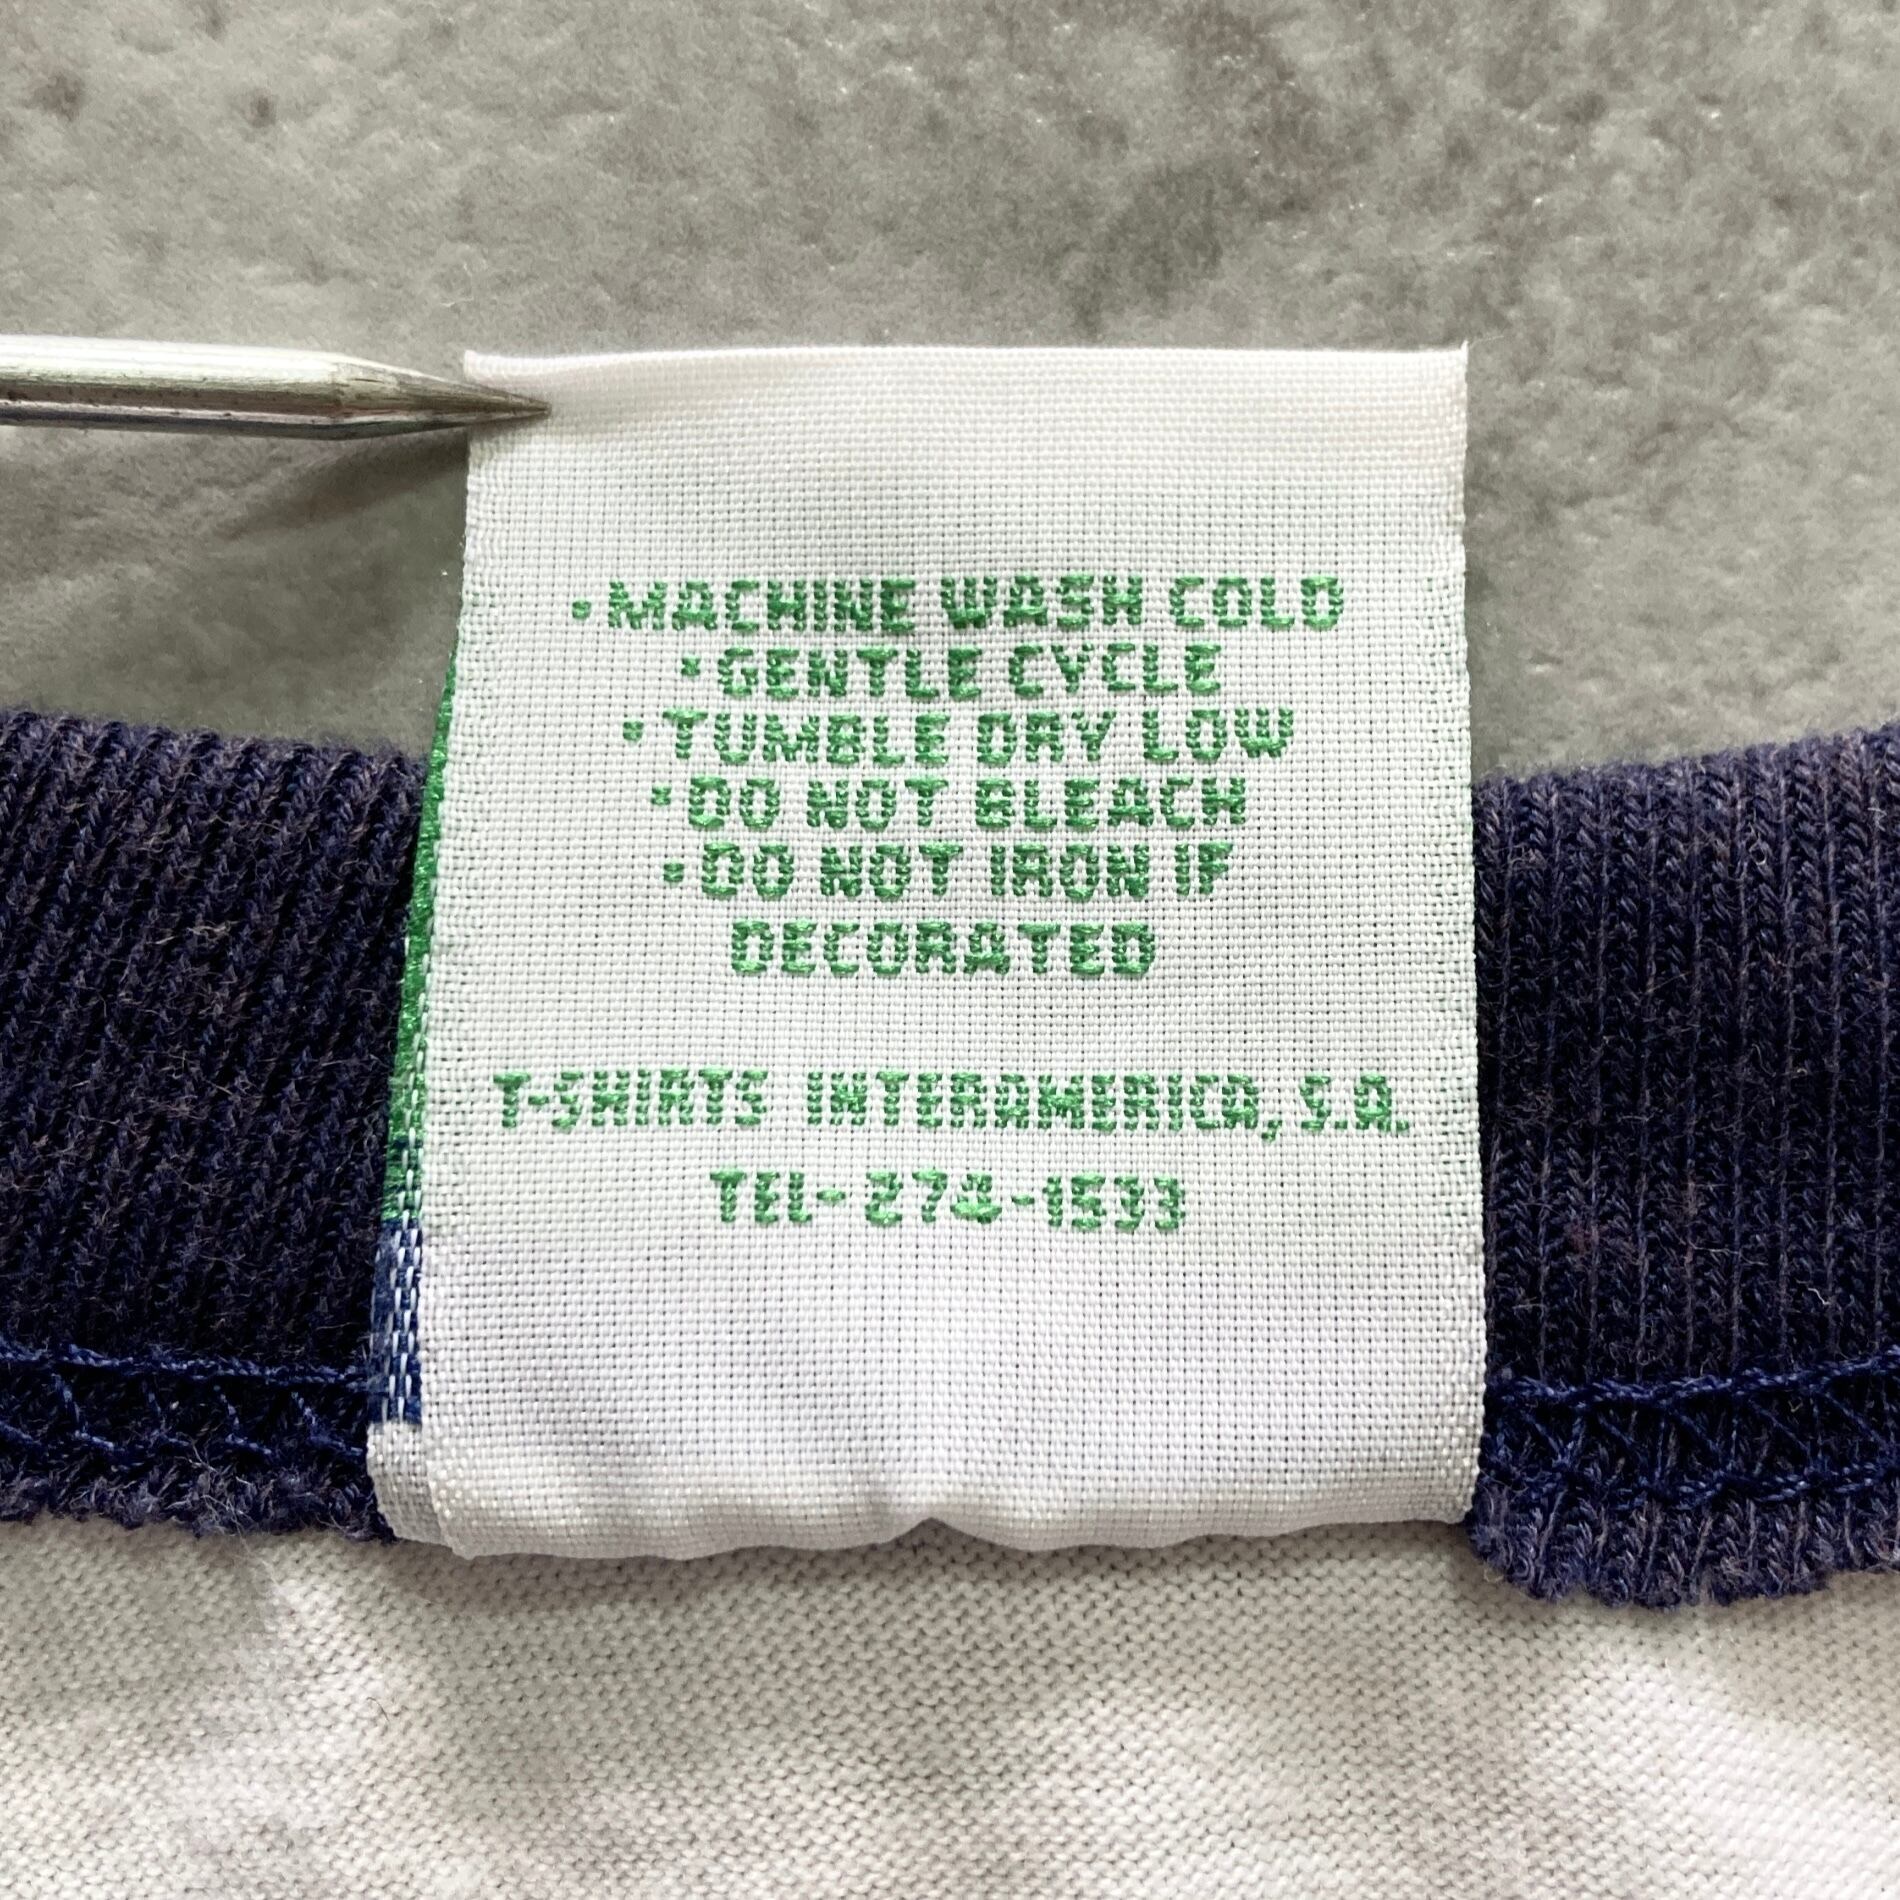 •MACHINE WASH COLD
•GENTLE CYCLE
•TUMBLE DRY LOW
•DO NOT BLEACH
•DO NOT IRON IF
DECORATED
T-SHIRTS INTERAMERICA, S.A.
TEL-274-1533